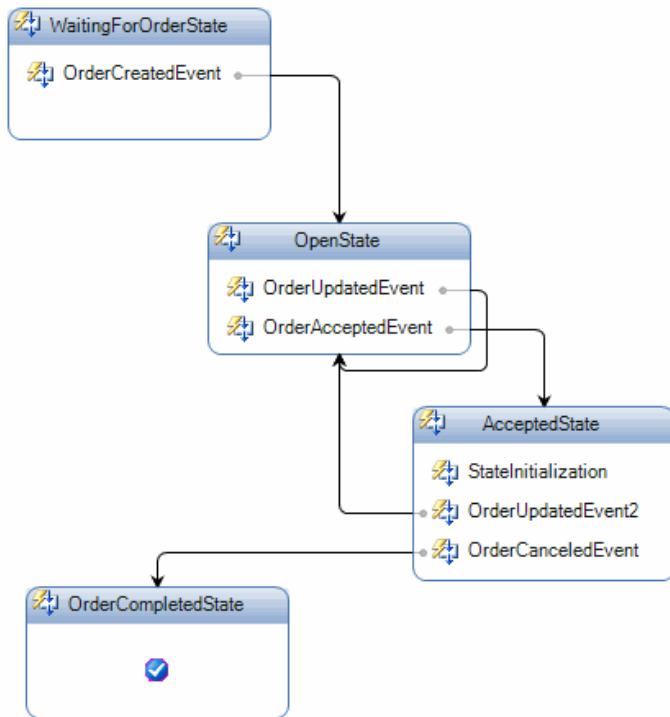 WaitingForOrderState
OrderCreatedEvent
OpenState
OrderUpdatedEvent
OrderAcceptedEvent
AcceptedState
StateInitialization
OrderUpdatedEvent2
OrderCanceledEvent
OrderCompletedState